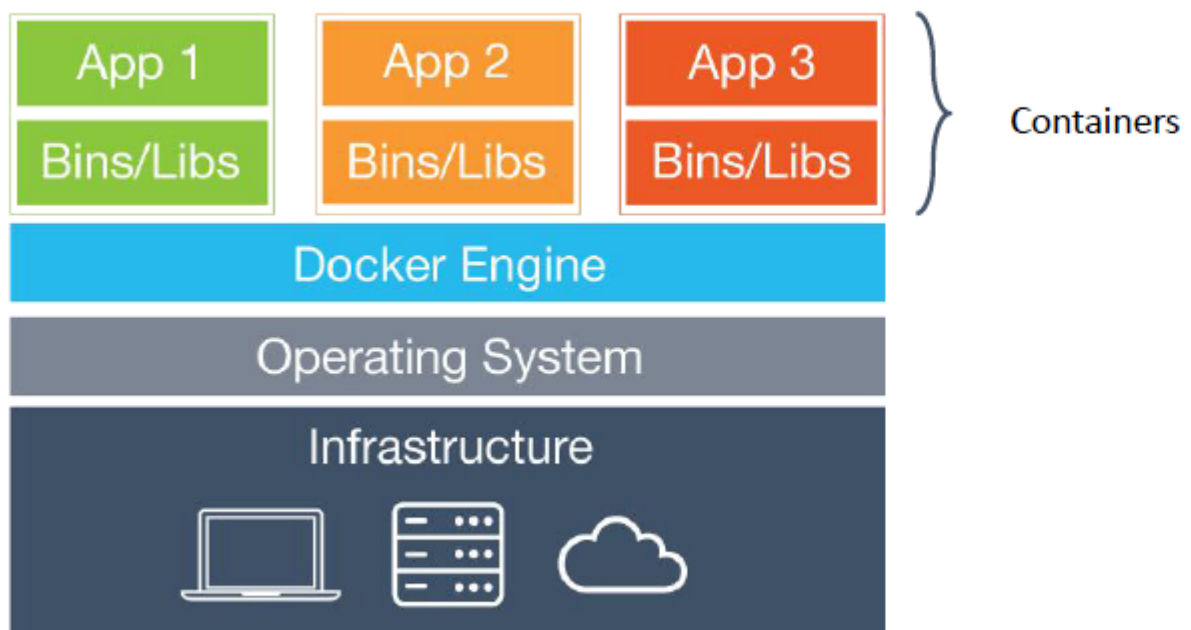 App 1
App 2
App 3
Containers
Bins/Libs
Bins/Libs
Bins/Libs
Docker Engine
Operating System
Infrastructure